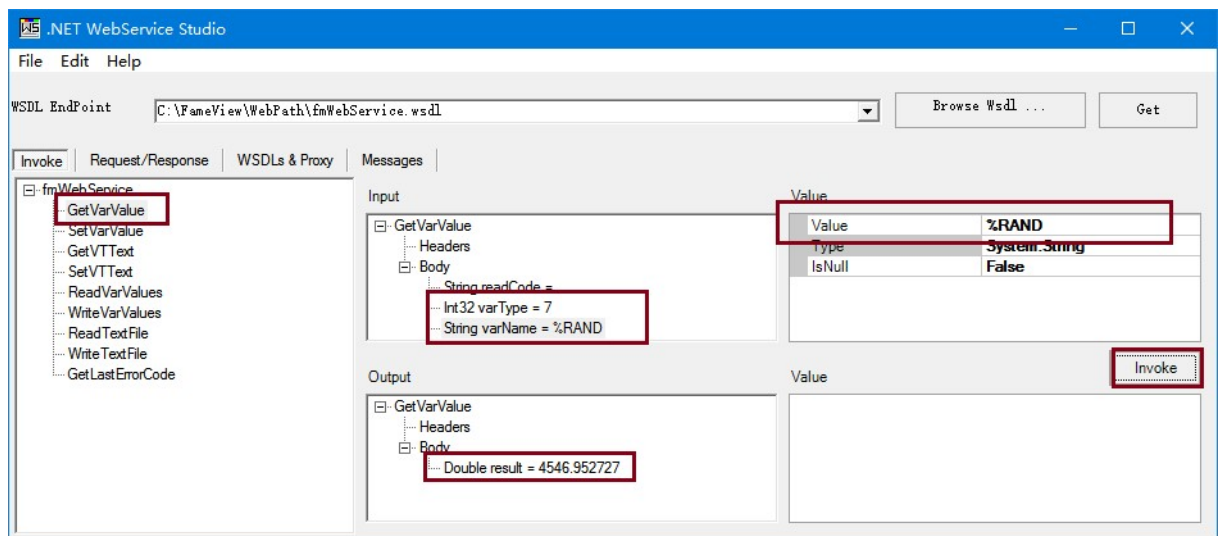 WS .NET WebService Studio
File Edit Help
WSDL EndPoint C:\FameView\WebPath\fmWebService.wsdl Browse Wsdl ... Get
Invoke Request/Response WSDLs & Proxy Messages
fmWebService
GetVarValue
SetVarValue
GetVTText
SetVTText
ReadVarValues
WriteVarValues
ReadTextFile
WriteTextFile
GetLastErrorCode
Input
GetVarValue
Headers
Body
String readCode =
Int32 varType = 7
String varName = %RAND
Value
Value %RAND
Type System.String
IsNull False
Invoke
Output
GetVarValue
Headers
Body
Double result = 4546.952727
Value